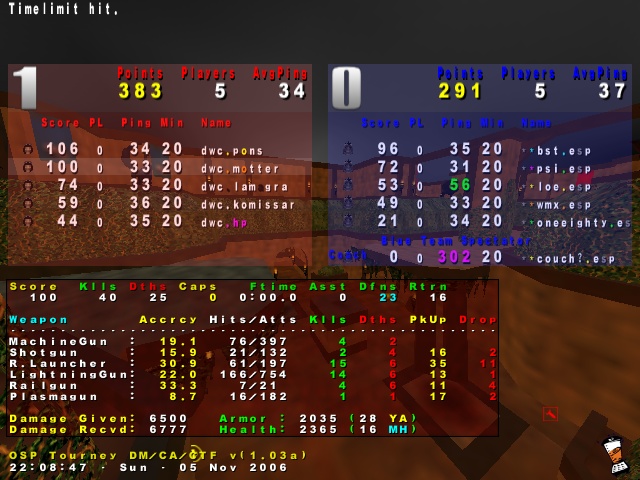 Timelimit hit.
1 Points Players AvgPing
383 5 34
Score PL Ping Min Name
106 0 34 20 dwc.pons
100 0 33 20 dwc.motter
74 0 33 20 dwc.lamogra
59 0 36 20 dwc.komissar
44 0 35 20 dwc.hp
0 Points Players AvgPing
291 5 37
Score PL Ping Min Name
96 0 35 20 **bst.esp
72 0 31 20 **psi.esp
53 0 56 20 **loe.esp
49 0 33 20 **wmx.esp
21 0 34 20 **oneeighty.es
Blue Team Spectator
Coach 0 0 302 20 **couch?.esp
Score Klls Dths Caps Ftime Asst Dfns Rtrn
100 40 25 0 0:00.0 0 23 16
Weapon Accrcy Hits/Atts Klls Dths PkUp Drop
MachineGun : 19.1 76/397 4 2
Shotgun : 15.9 21/132 2 4 16 2
R.Launcher : 30.9 61/197 15 6 35 11
LightningGun: 22.0 166/754 14 6 13 1
Railgun : 33.3 7/21 4 6 11 4
Plasmagun : 8.7 16/182 1 1 17 2
Damage Given: 6500 Armor : 2035 (28 YA)
Damage Recvd: 6777 Health: 2365 (16 MH)
OSP Tourney DM/CA/CTF v(1.03a)
22:08:47 - Sun - 05 Nov 2006